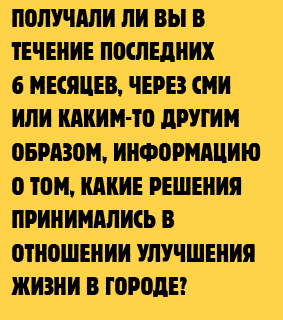 ПОЛУЧАЛИ ЛИ ВЫ В
ТЕЧЕНИЕ ПОСЛЕДНИХ
6 МЕСЯЦЕВ, ЧЕРЕЗ СМИ
ИЛИ КАКИМ-ТО ДРУГИМ
ОБРАЗОМ, ИНФОРМАЦИЮ
О ТОМ, КАКИЕ РЕШЕНИЯ
ПРИНИМАЛИСЬ В
ОТНОШЕНИИ УЛУЧШЕНИЯ
ЖИЗНИ В ГОРОДЕ?